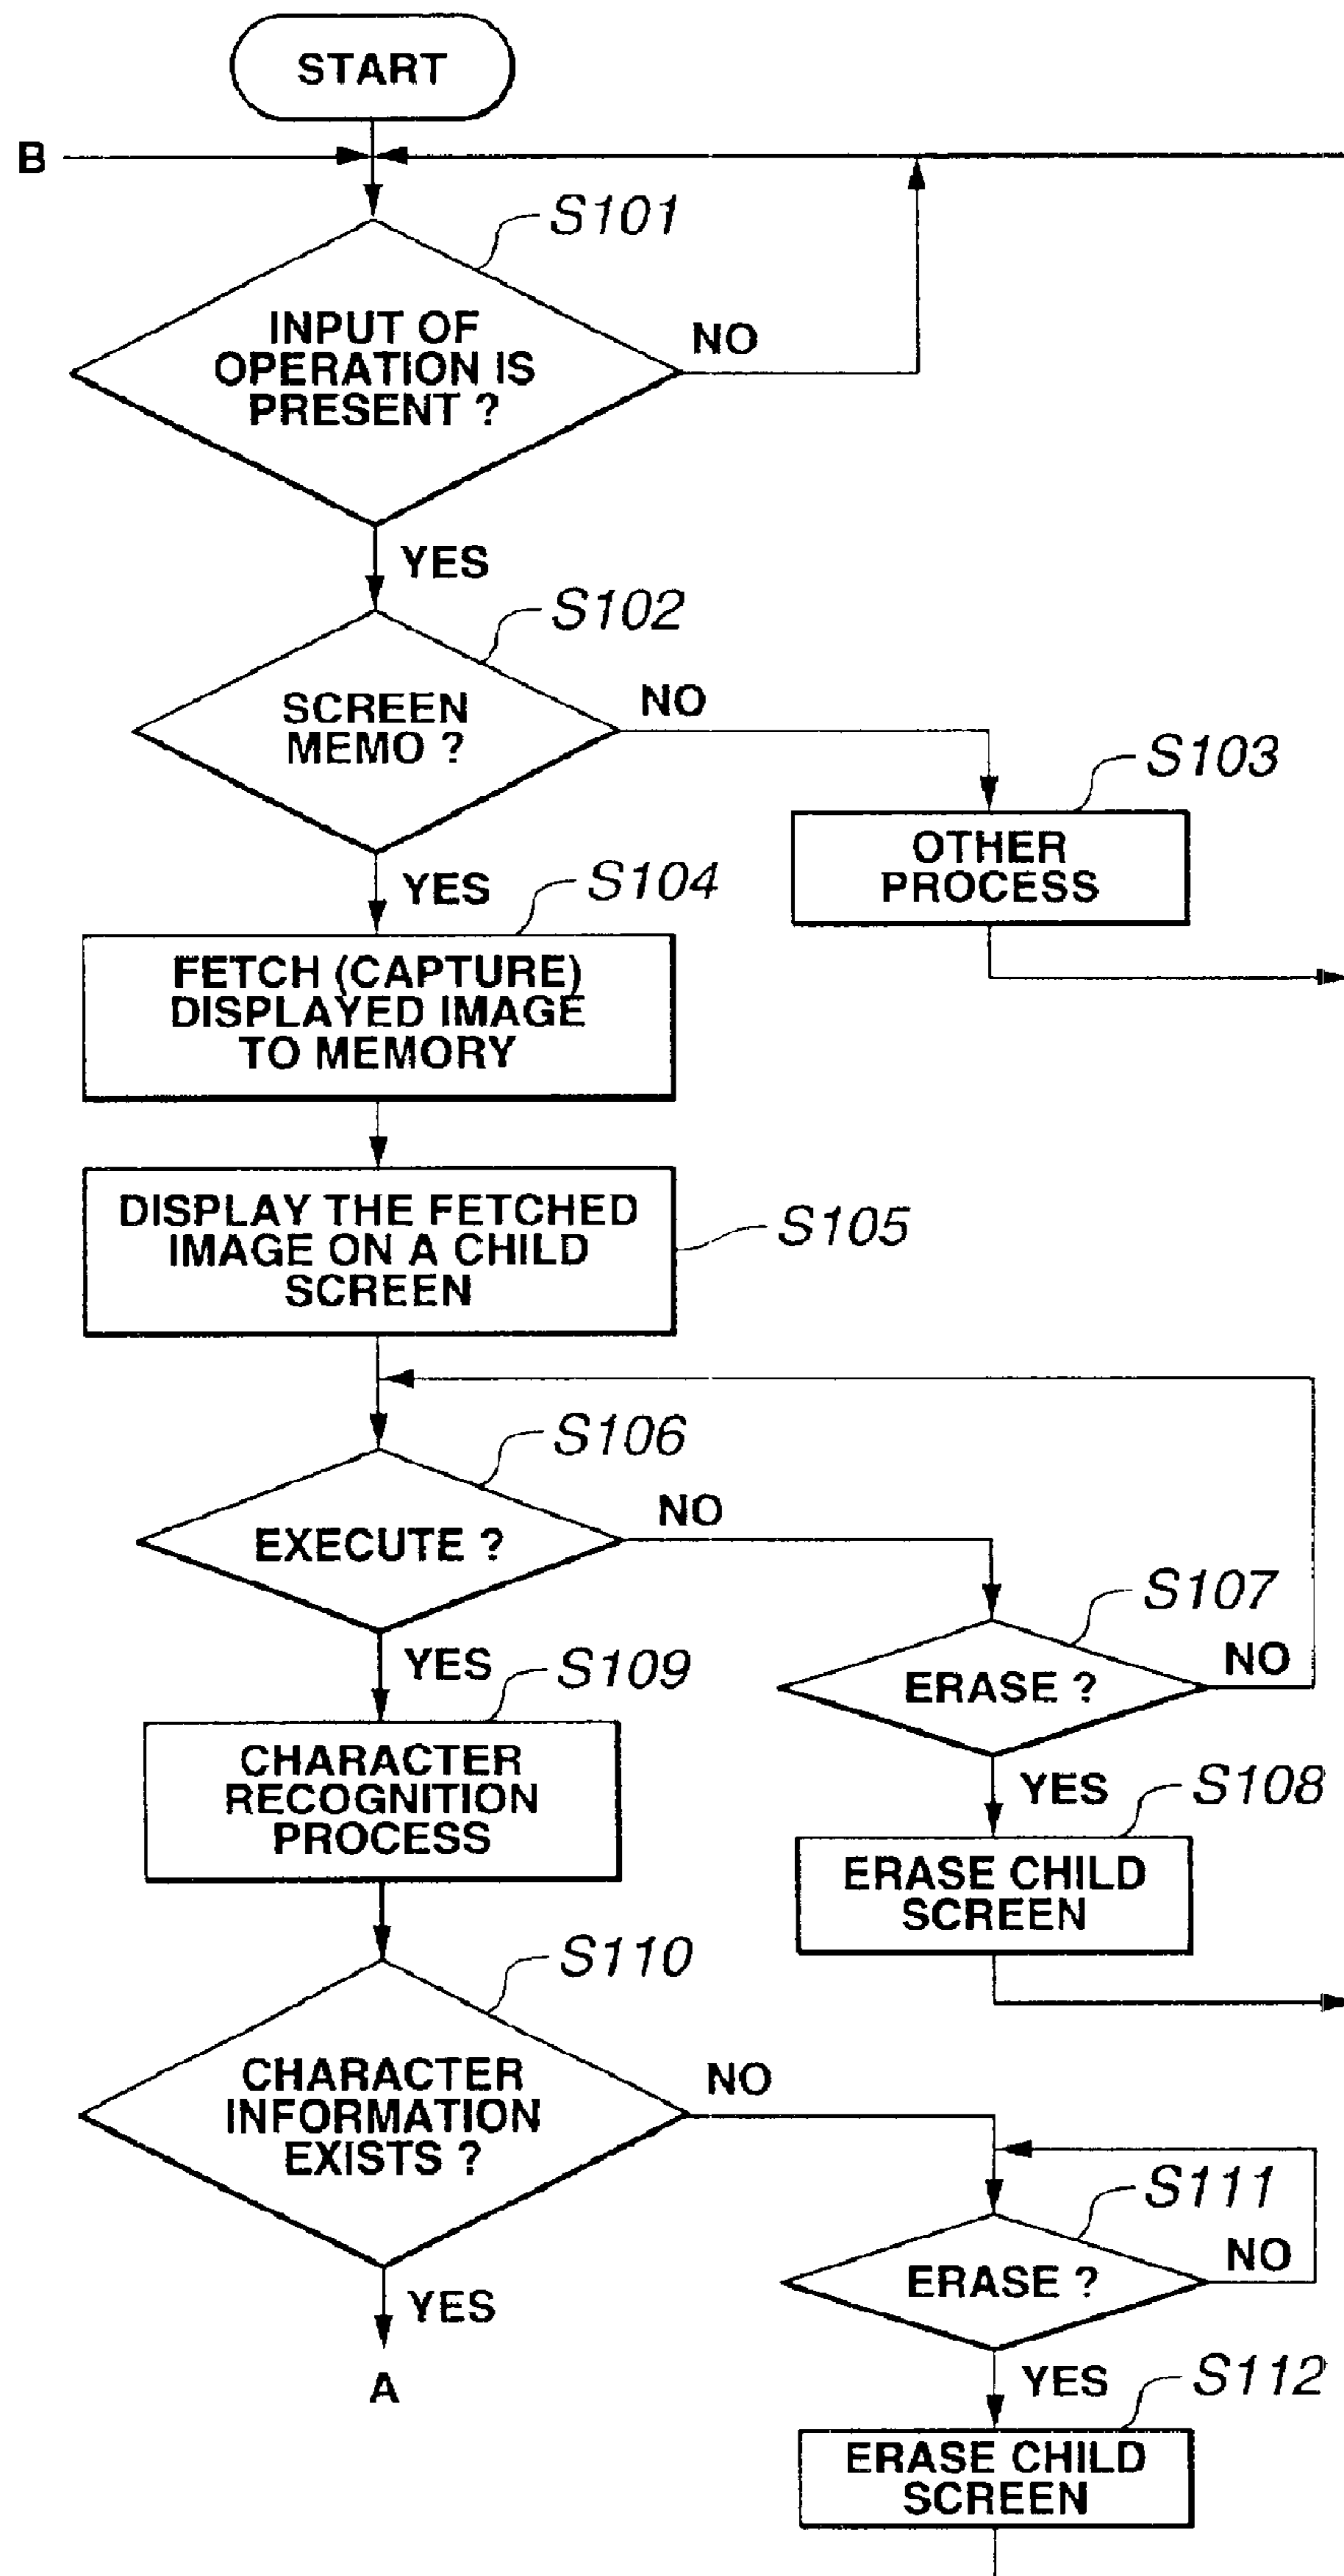 START
B
S101
INPUT OF
OPERATION IS
PRESENT ?
NO
YES
S102
SCREEN
MEMO ?
NO
S103
OTHER
PROCESS
YES
S104
FETCH (CAPTURE)
DISPLAYED IMAGE
TO MEMORY
DISPLAY THE FETCHED
IMAGE ON A CHILD
SCREEN
S105
S106
EXECUTE ?
NO
S107
ERASE ?
NO
YES
S109
CHARACTER
RECOGNITION
PROCESS
YES
S108
ERASE CHILD
SCREEN
S110
CHARACTER
INFORMATION
EXISTS ?
NO
S111
ERASE ?
NO
YES
A
YES
S112
ERASE CHILD
SCREEN